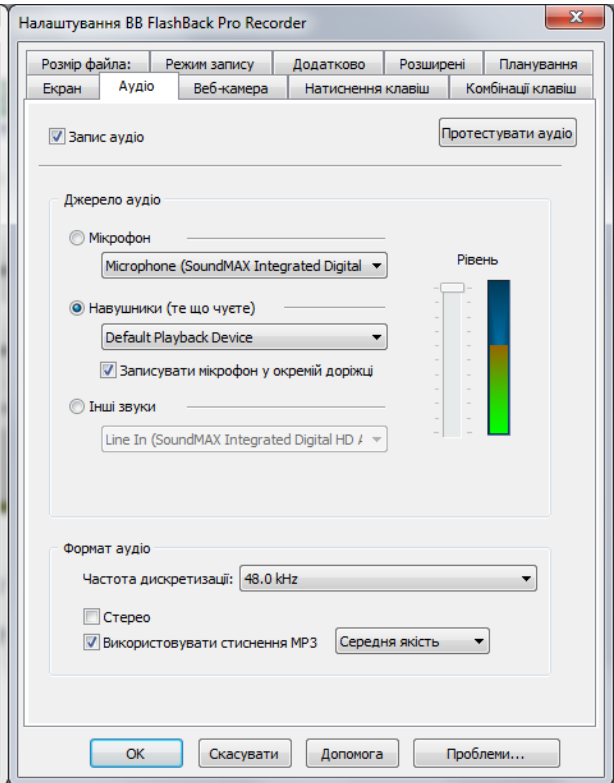 Налаштування BB FlashBack Pro Recorder
Розмір файла: Режим запису Додатково Розширені Планування
Екран Аудіо Веб-камера Натиснення клавіш Комбінації клавіш
Запис аудіо Протестувати аудіо
Джерело аудіо
Мікрофон
Рівень
Microphone (SoundMAX Integrated Digital
Навушники (те що чуєте)
Default Playback Device
Записувати мікрофон у окремій доріжці
Інші звуки
Line In (SoundMAX Integrated Digital HD
Формат аудіо
Частота дискретизації: 48.0 kHz
Стерео
Використовувати стиснення MP3 Середня якість
OK Скасувати Допомога Проблеми...